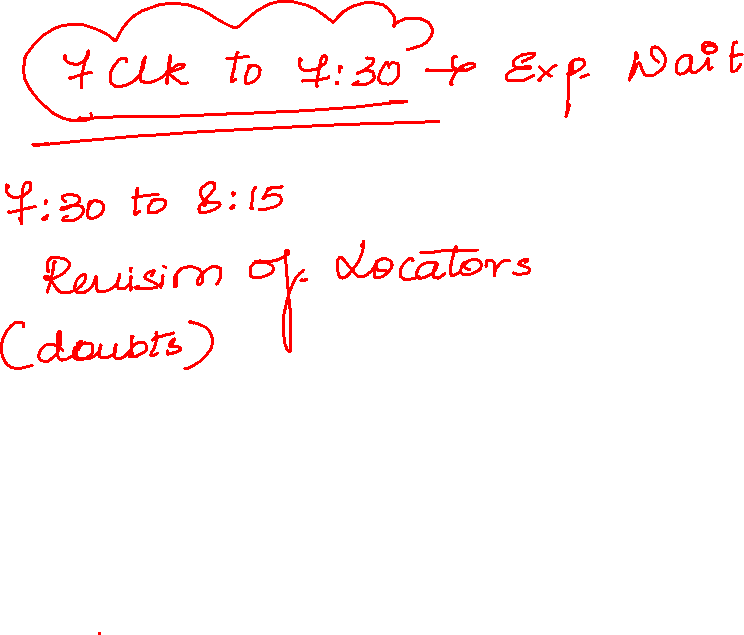 7 Clk to 7:30 → Exp. Wait
7:30 to 8:15
Revision of Locators
(doubts)